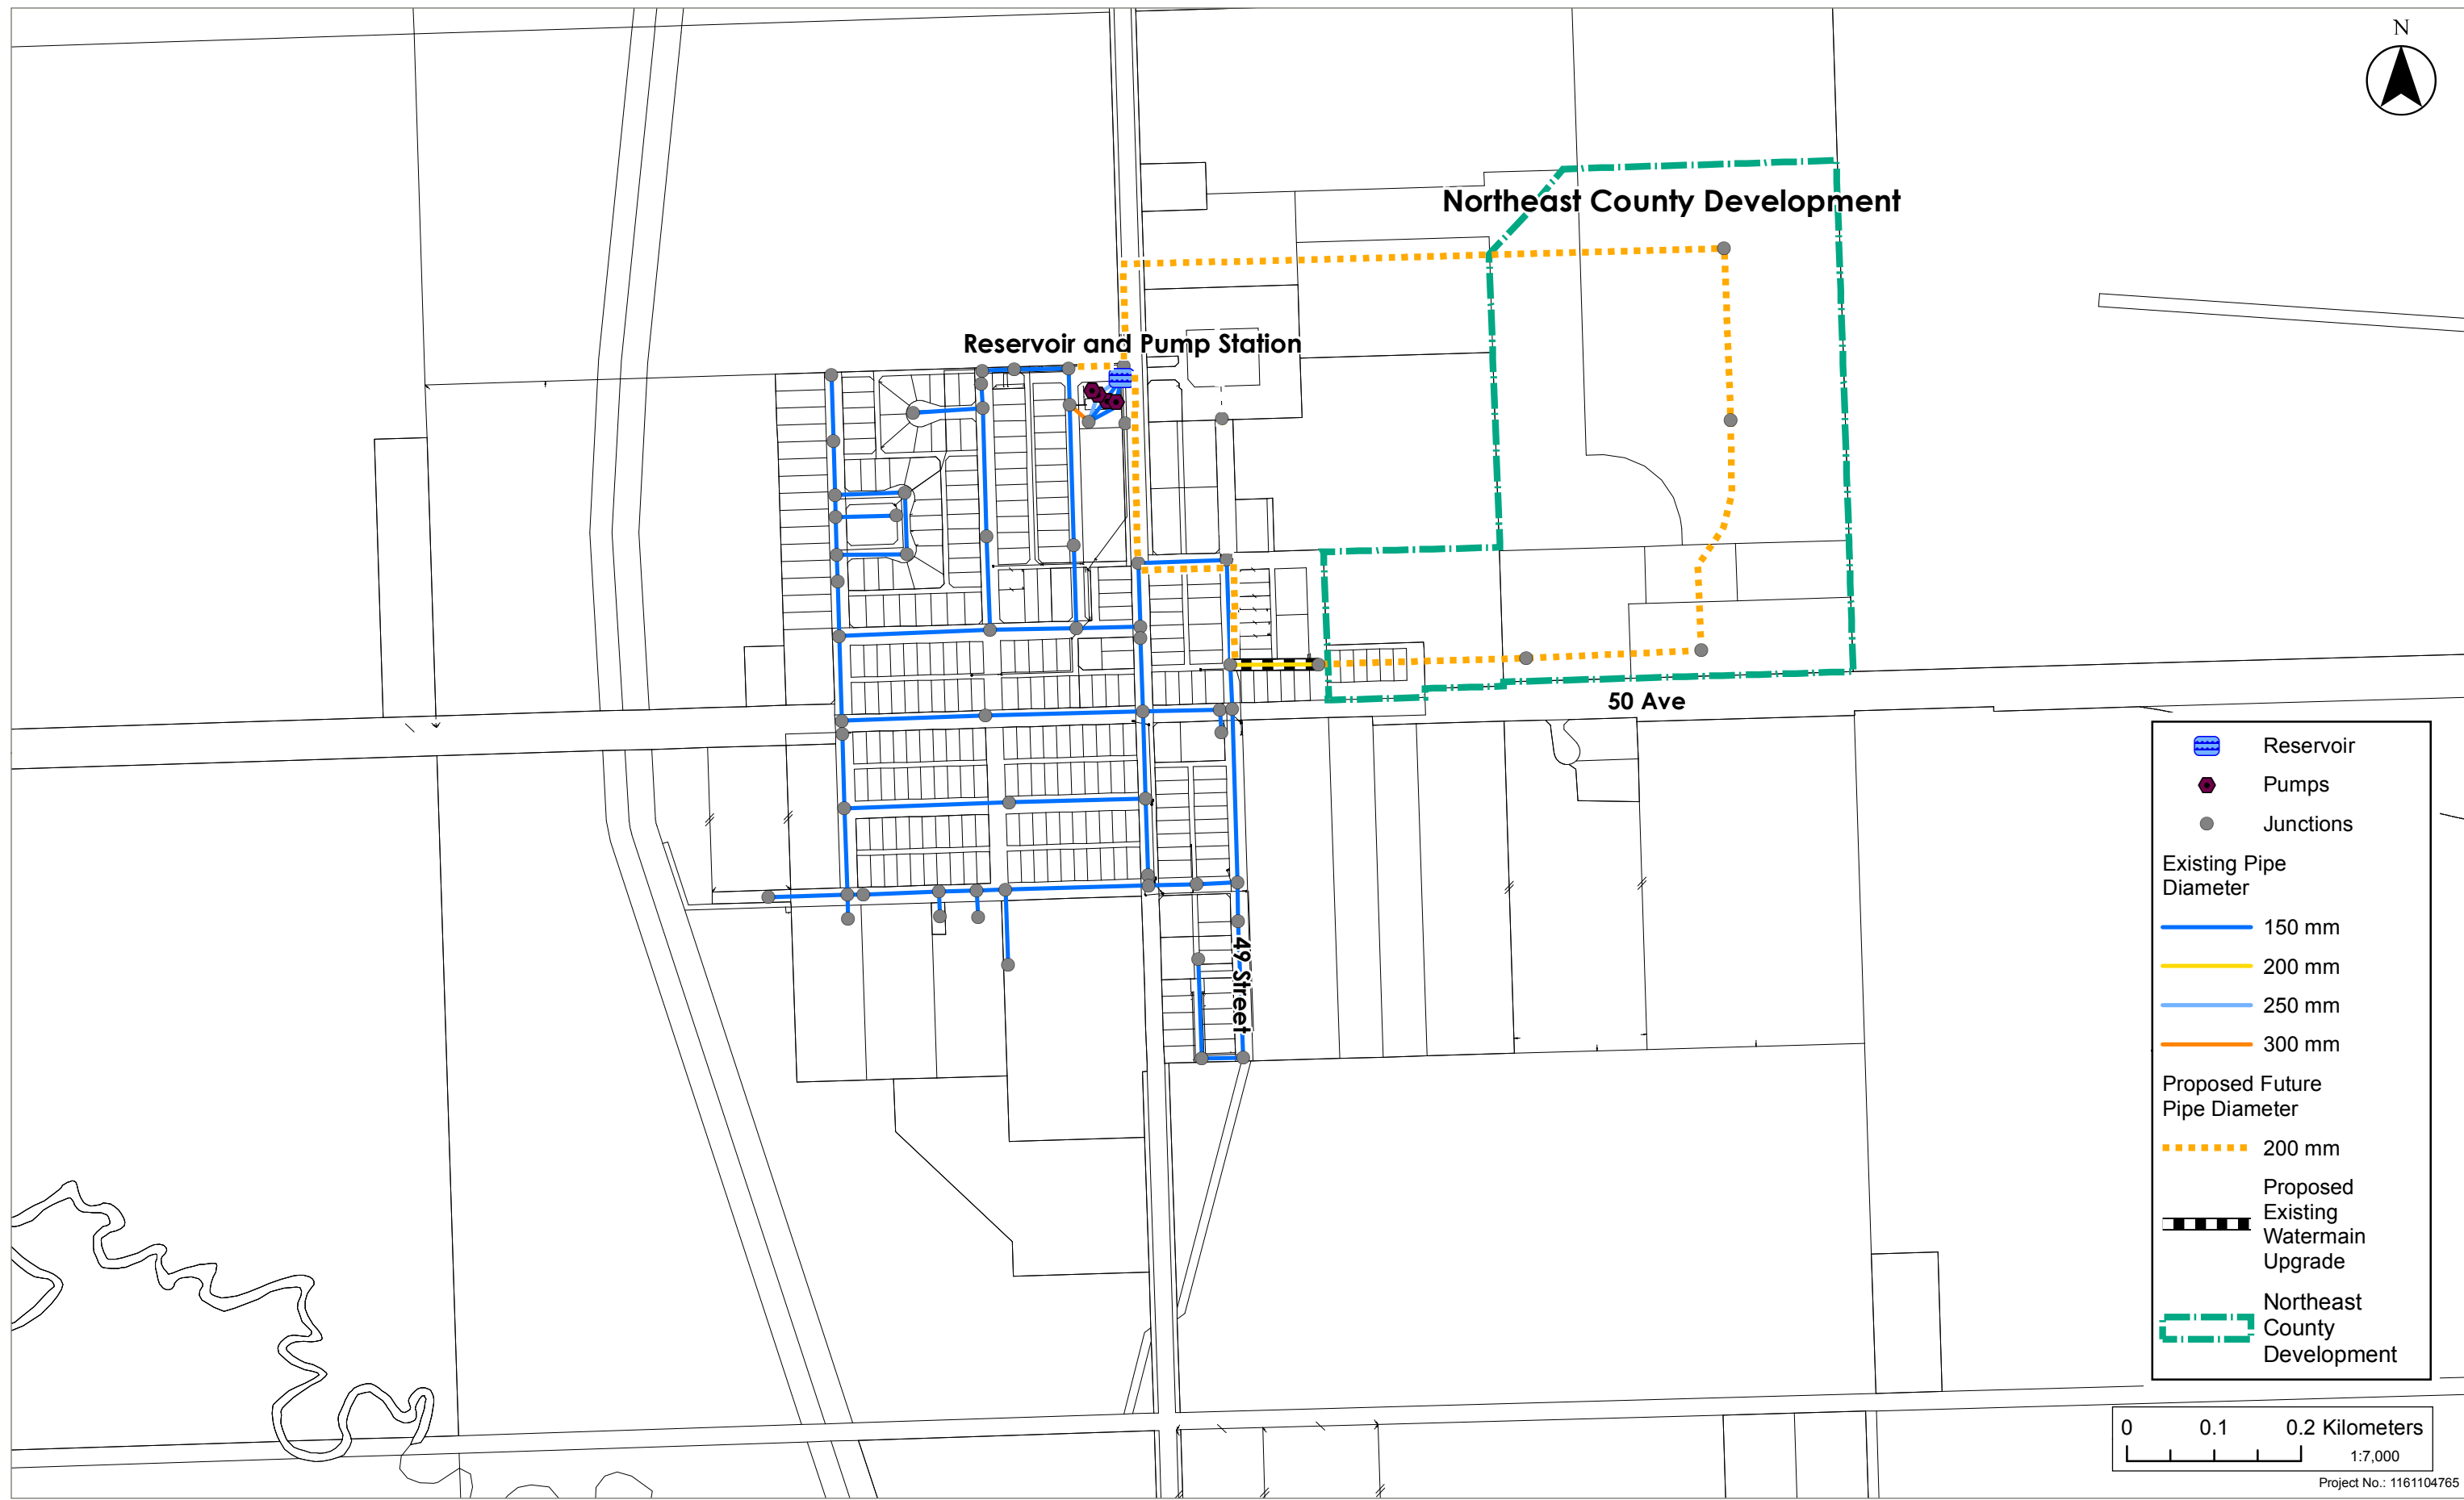 N
Northeast County Development
Reservoir and Pump Station
50 Ave
49 Street
Reservoir
Pumps
Junctions
Existing Pipe
Diameter
150 mm
200 mm
250 mm
300 mm
Proposed Future
Pipe Diameter
200 mm
Proposed
Existing
Watermain
Upgrade
Northeast
County
Development
0 0.1 0.2 Kilometers
1:7,000
Project No.: 1161104765